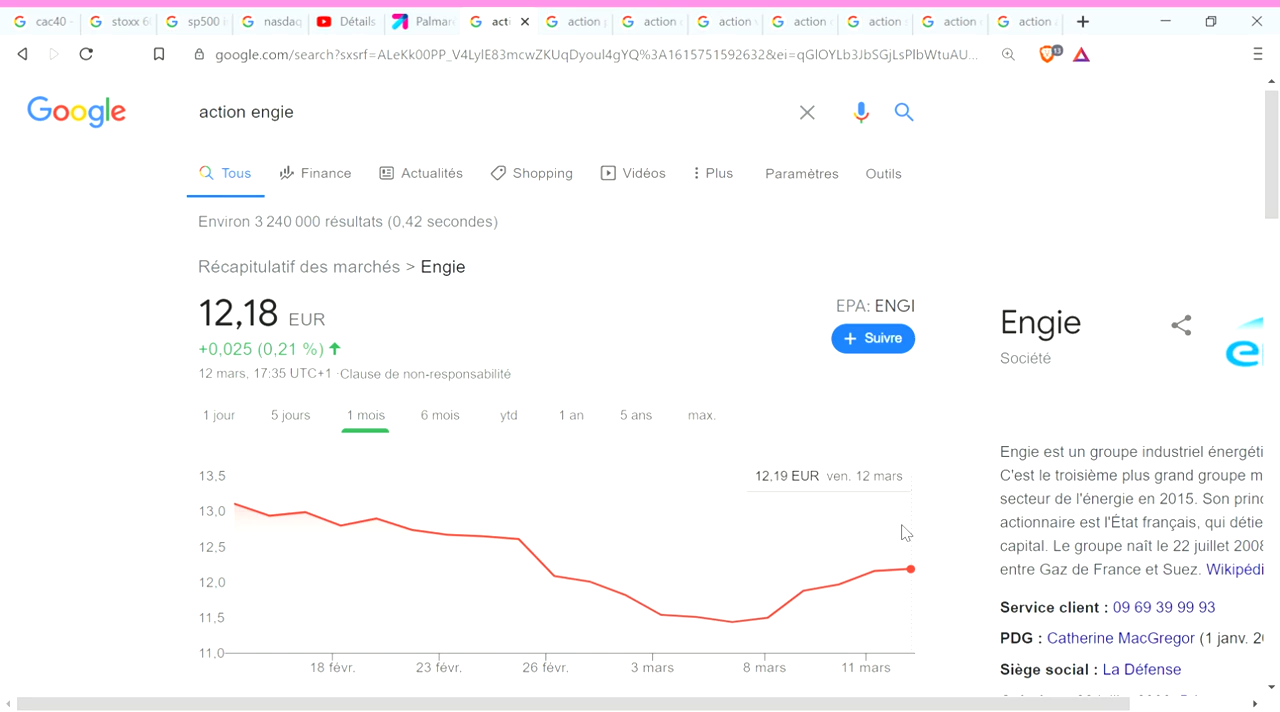 cac40
stoxx 6
sp500 i
nasdaq
Détails
Palmar
acti
action
action
action
action
action
action
action
google.com/search?sxsrf=ALeKk00PP_V4LylE83mcwZKUqDyouI4gYQ%3A1615751592632&ei=qGlOYLb3JbSGjLsPlbWtuAU...
13
Google
action engie
Tous
Finance
Actualités
Shopping
Vidéos
Plus
Paramètres
Outils
Environ 3 240 000 résultats (0,42 secondes)
Récapitulatif des marchés > Engie
12,18 EUR
EPA: ENGI
+0,025 (0,21 %)
+ Suivre
12 mars, 17:35 UTC+1 ·Clause de non-responsabilité
1 jour
5 jours
1 mois
6 mois
ytd
1 an
5 ans
max.
12,19 EUR ven. 12 mars
13,5
13,0
12,5
12,0
11,5
11,0
18 févr.
23 févr.
26 févr.
3 mars
8 mars
11 mars
Engie
Société
Engie est un groupe industriel énergéti
C'est le troisième plus grand groupe m
secteur de l'énergie en 2015. Son princ
actionnaire est l'État français, qui détie
capital. Le groupe naît le 22 juillet 2008
entre Gaz de France et Suez. Wikipédi
Service client : 09 69 39 99 93
PDG : Catherine MacGregor (1 janv. 20
Siège social : La Défense